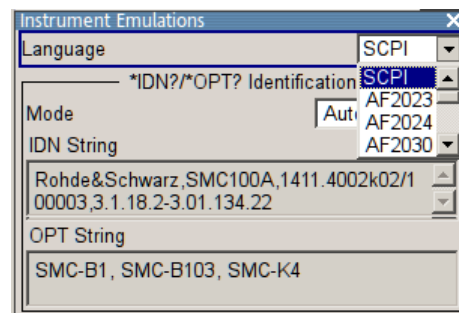 Instrument Emulations
Language SCPI
*IDN?/*OPT? Identification SCPI
AF2023
Mode AF2024
IDN String AF2030
Rohde&Schwarz,SMC100A,1411.4002k02/1
00003,3.1.18.2-3.01.134.22
OPT String
SMC-B1, SMC-B103, SMC-K4